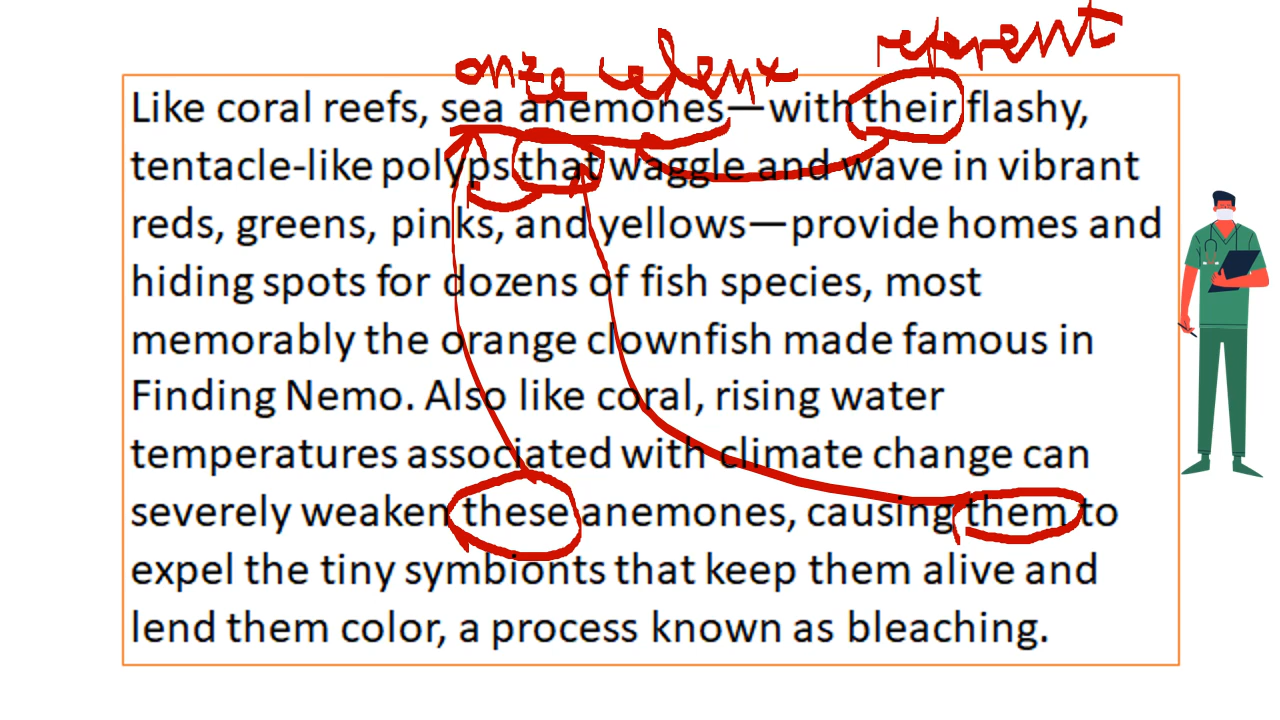 referent
Like coral reefs, sea anemones—with their flashy,
tentacle-like polyps that waggle and wave in vibrant
reds, greens, pinks, and yellows—provide homes and
hiding spots for dozens of fish species, most
memorably the orange clownfish made famous in
Finding Nemo. Also like coral, rising water
temperatures associated with climate change can
severely weaken these anemones, causing them to
expel the tiny symbionts that keep them alive and
lend them color, a process known as bleaching.